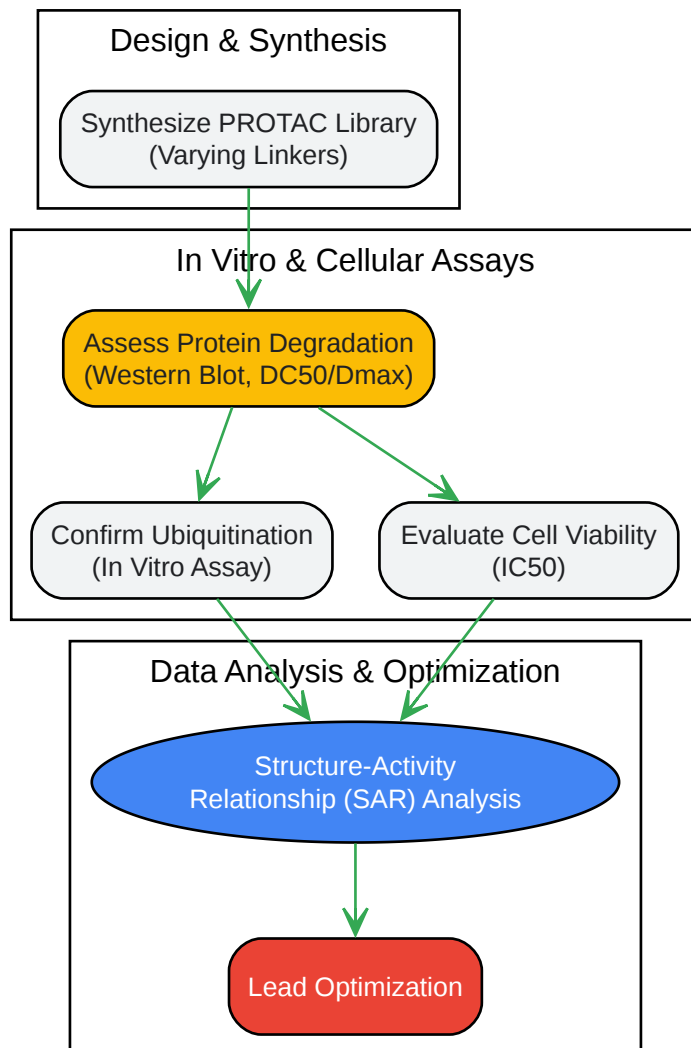 Design & Synthesis
Synthesize PROTAC Library
(Varying Linkers)
In Vitro & Cellular Assays
Assess Protein Degradation
(Western Blot, DC50/Dmax)
Confirm Ubiquitination
(In Vitro Assay)
Evaluate Cell Viability
(IC50)
Data Analysis & Optimization
Structure-Activity
Relationship (SAR) Analysis
Lead Optimization